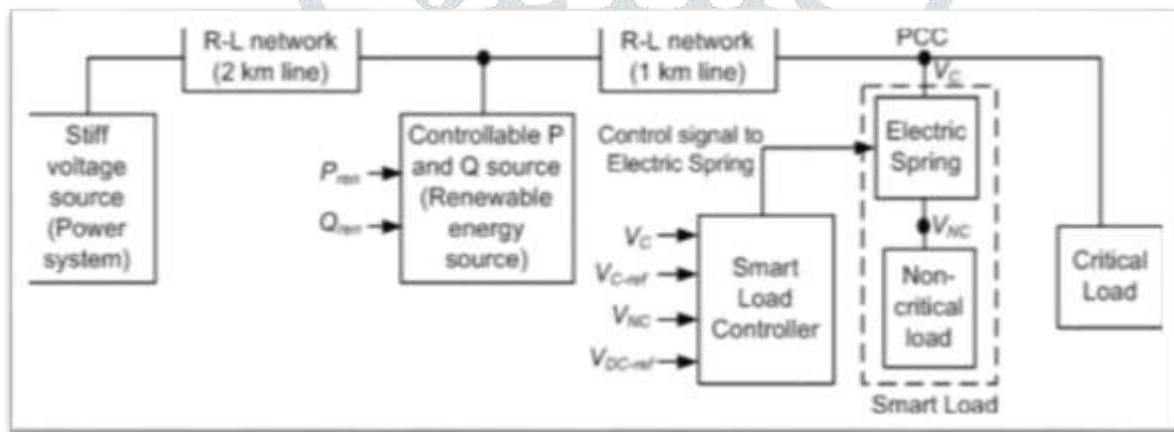 R-L network
(2 km line)
R-L network
(1 km line)
PCC
V_C
Stiff
voltage
source
(Power
system)
P_ren
Q_ren
Controllable P
and Q source
(Renewable
energy
source)
Control signal to
Electric Spring
Electric
Spring
V_NC
Non-
critical
load
Smart Load
V_C
V_C-ref
V_NC
V_DC-ref
Smart
Load
Controller
Critical
Load